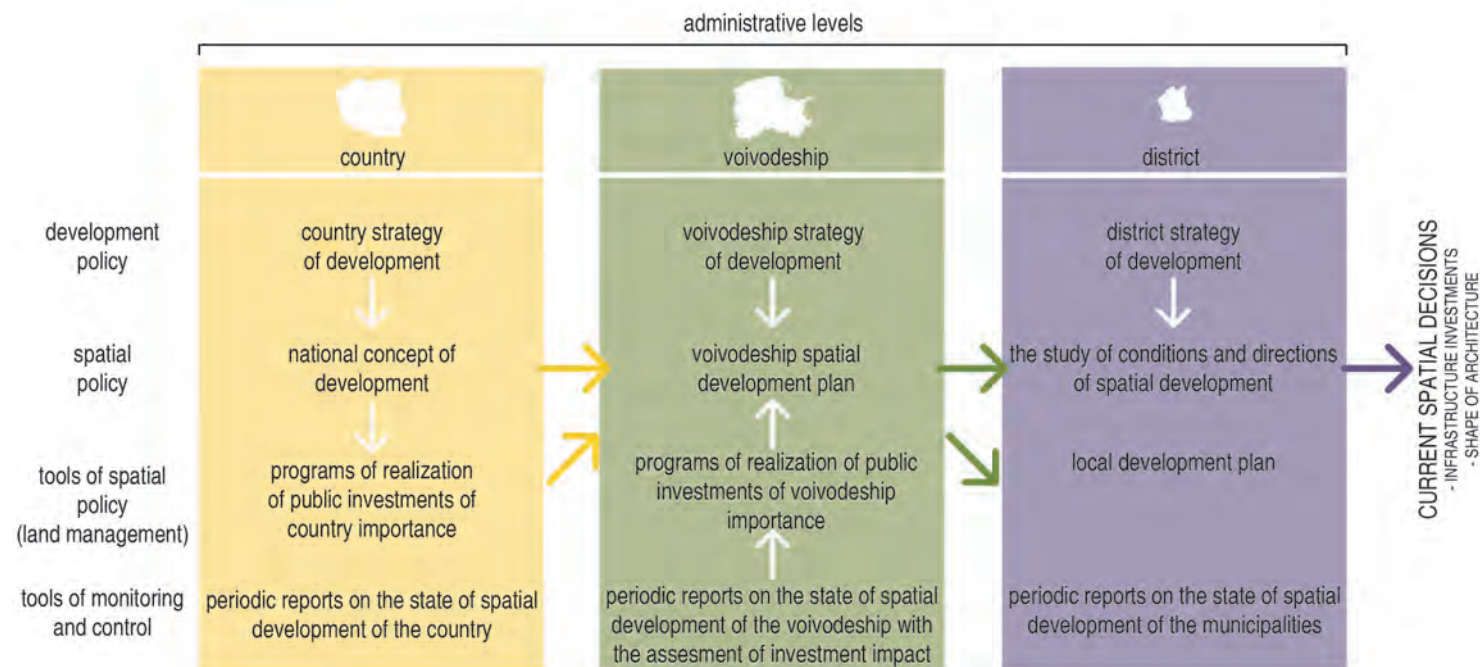 administrative levels
country
voivodeship
district
development
policy
country strategy
of development
voivodeship strategy
of development
district strategy
of development
spatial
policy
national concept of
development
voivodeship spatial
development plan
the study of conditions and directions
of spatial development
tools of spatial
policy
(land management)
programs of realization
of public investments of
country importance
programs of realization of public
investments of voivodeship
importance
local development plan
tools of monitoring
and control
periodic reports on the state of spatial
development of the country
periodic reports on the state of spatial
development of the voivodeship with
the assesment of investment impact
periodic reports on the state of spatial
development of the municipalities
CURRENT SPATIAL DECISIONS
- INFRASTRUCTURE INVESTMENTS
- SHAPE OF ARCHITECTURE